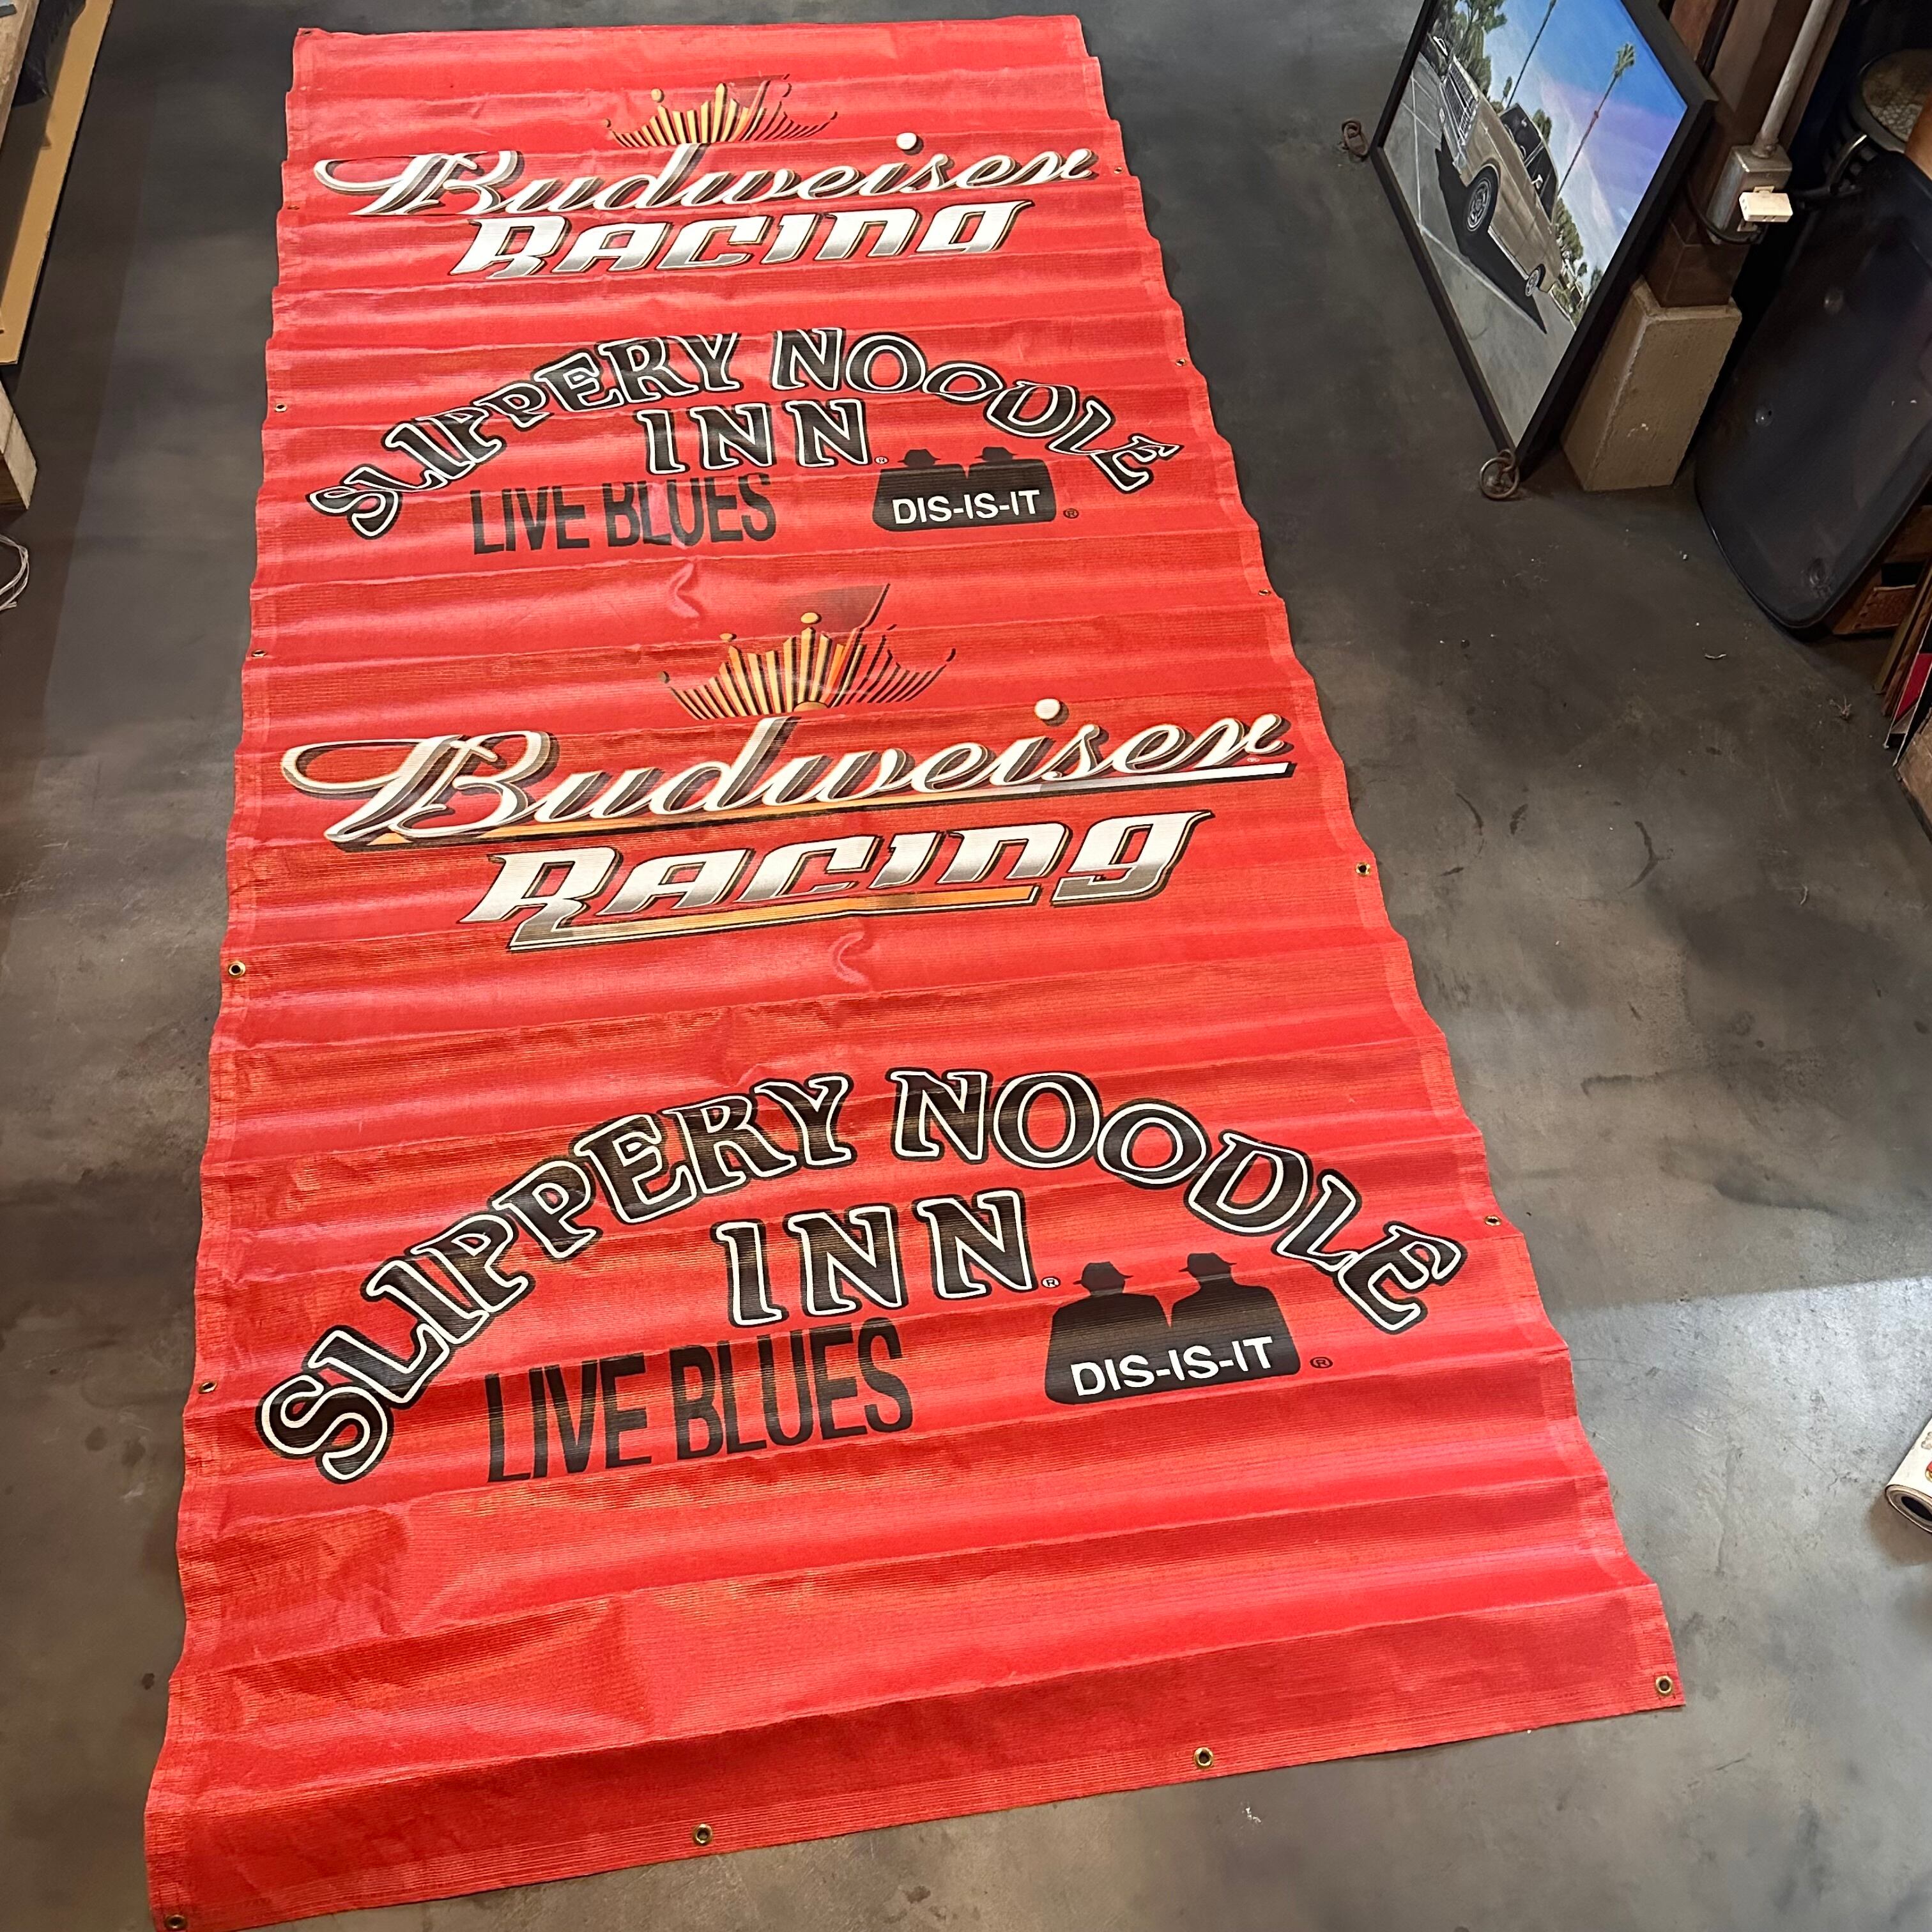 Budweiser
RACING
SLIPPERY NOODLE
INN®
LIVE BLUES
DIS-IS-IT®
Budweiser®
RACING
SLIPPERY NOODLE
INN®
LIVE BLUES
DIS-IS-IT®